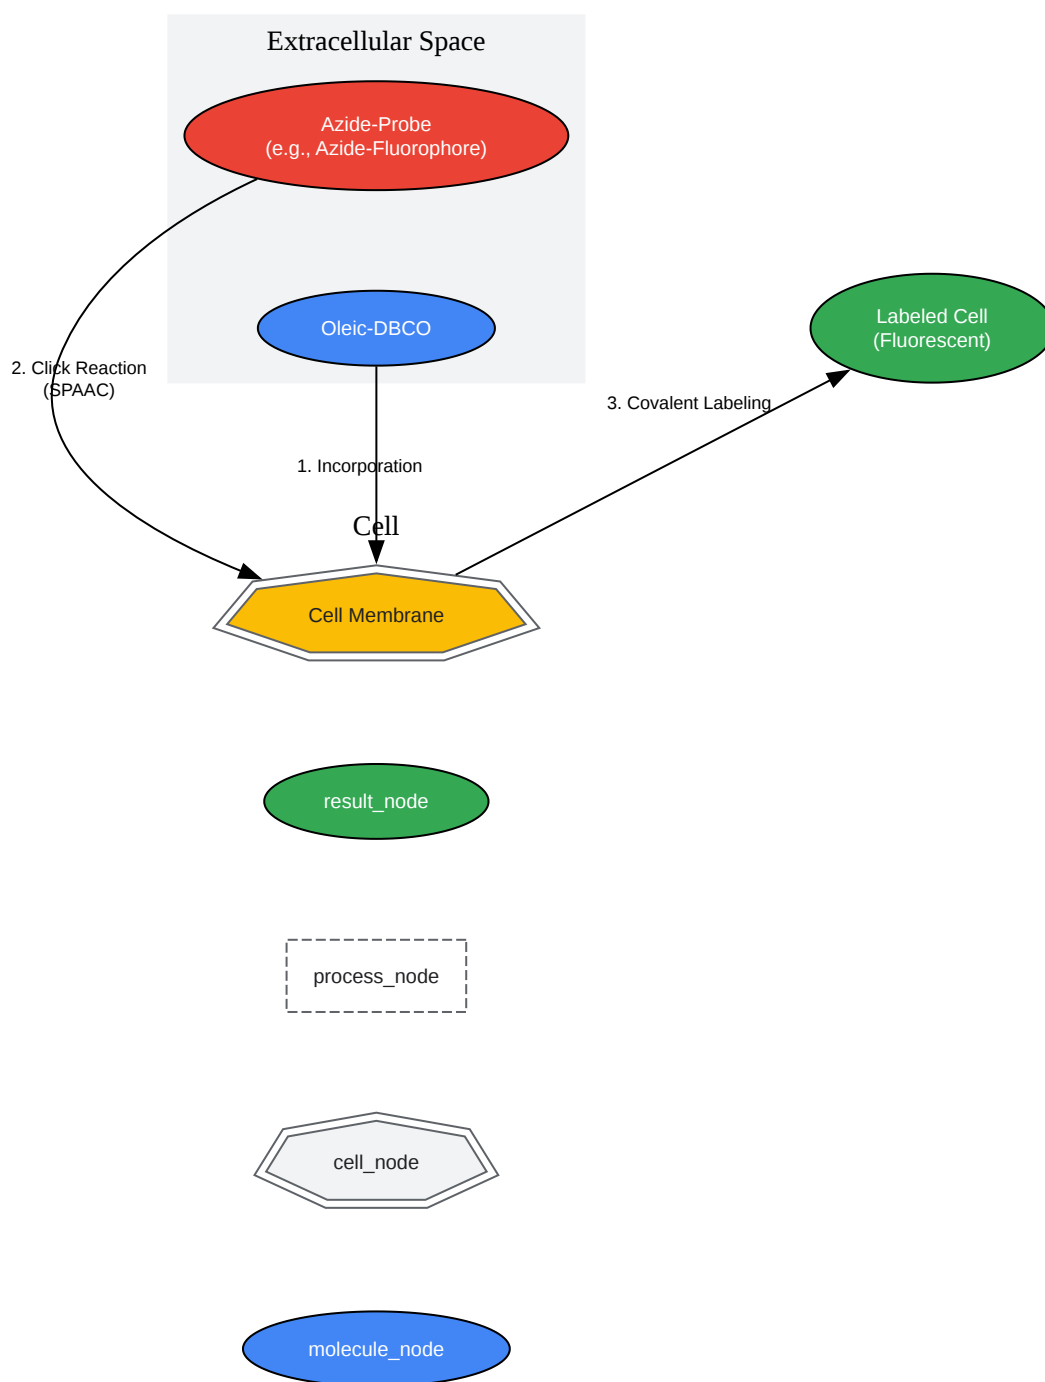 Extracellular Space
Azide-Probe
(e.g., Azide-Fluorophore)
Oleic-DBCO
Labeled Cell
(Fluorescent)
2. Click Reaction
(SPAAC)
3. Covalent Labeling
1. Incorporation
Cell
Cell Membrane
result_node
process_node
cell_node
molecule_node